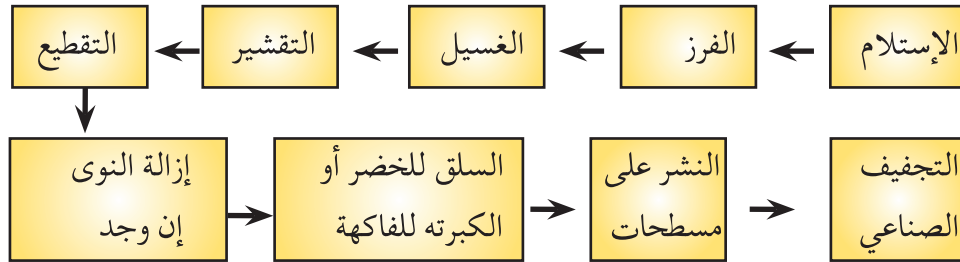 الإستلام
الفرز
الغسيل
التقشير
التقطيع
إزالة النوى
إن وجد
السلق للخضر أو
الكبرته للفاكهة
النشر على
مسطحات
التجفيف
الصناعي